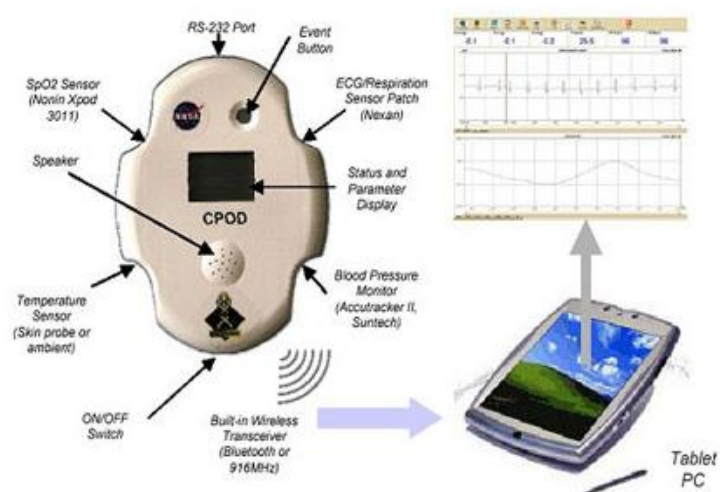 RS-232 Port
Event
Button
SpO2 Sensor
(Nonin Xpod
3011)
ECG/Respiration
Sensor Patch
(Nexan)
NASA
Speaker
Status and
Parameter
Display
CPOD
Temperature
Sensor
(Skin probe or
ambient)
Blood Pressure
Monitor
(Accutracker II,
Suntech)
ON/OFF
Switch
Built-in Wireless
Transceiver
(Bluetooth or
916MHz)
Tablet
PC